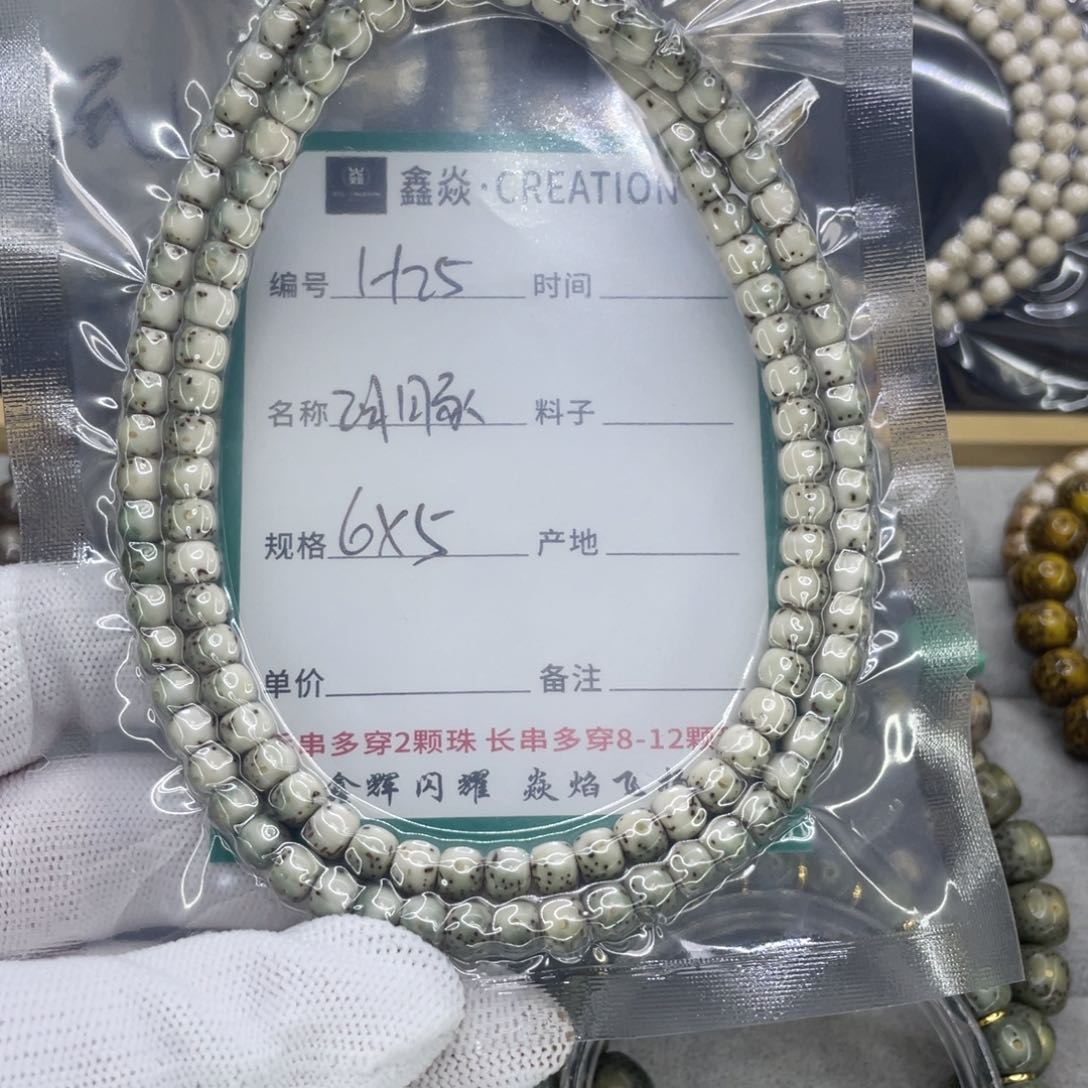 鑫焱·CREATION
编号 1425 时间
名称 料子
规格 6X5 产地
单价 备注
串多穿2颗珠 长串多穿8-12颗
鑫辉闪耀 焱焰飞